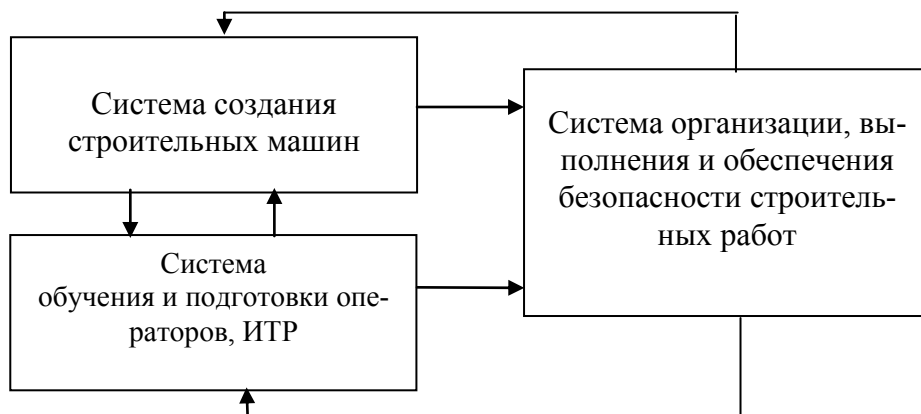 Система создания
строительных машин
Система организации, вы-
полнения и обеспечения
безопасности строитель-
ных работ
Система
обучения и подготовки опе-
раторов, ИТР